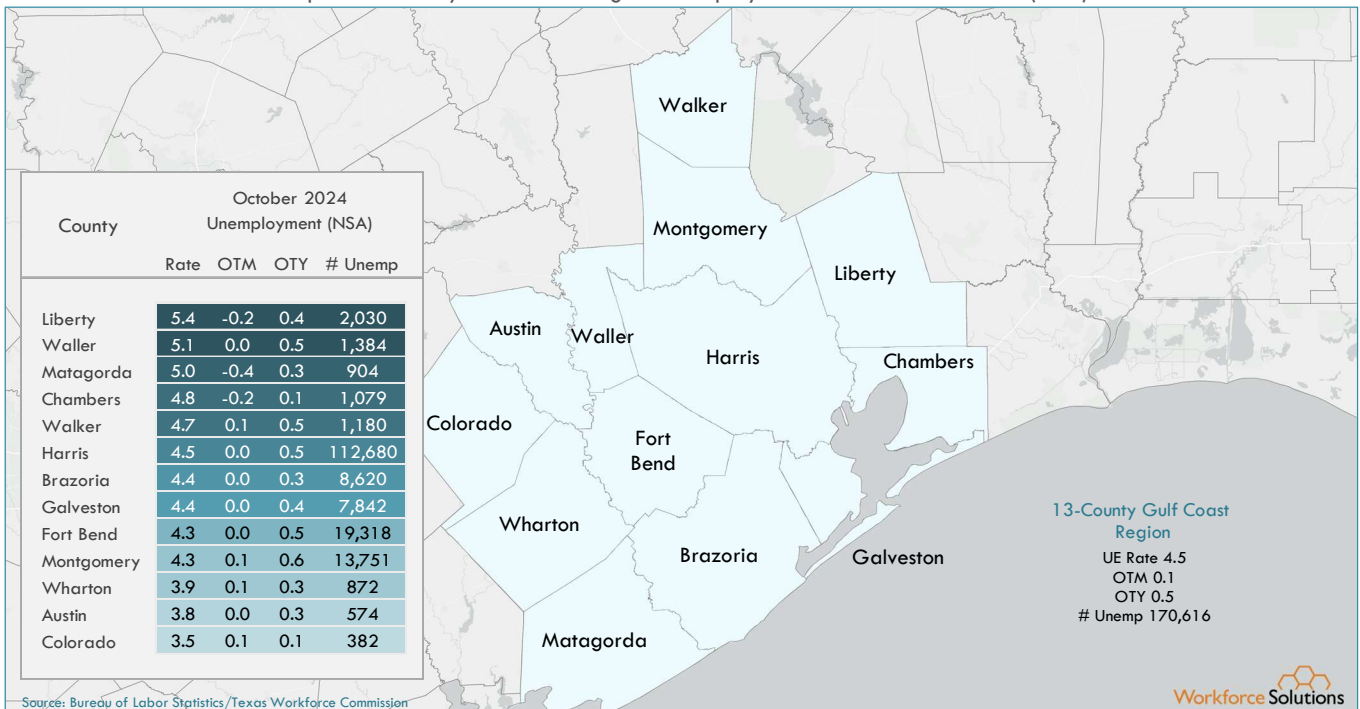 Walker
Montgomery
Liberty
Austin
Waller
Harris
Chambers
Colorado
Fort
Bend
Wharton
Brazoria
Galveston
Matagorda
County
October 2024
Unemployment (NSA)
Rate OTM OTY # Unemp
Liberty 5.4 -0.2 0.4 2,030
Waller 5.1 0.0 0.5 1,384
Matagorda 5.0 -0.4 0.3 904
Chambers 4.8 -0.2 0.1 1,079
Walker 4.7 0.1 0.5 1,180
Harris 4.5 0.0 0.5 112,680
Brazoria 4.4 0.0 0.3 8,620
Galveston 4.4 0.0 0.4 7,842
Fort Bend 4.3 0.0 0.5 19,318
Montgomery 4.3 0.1 0.6 13,751
Wharton 3.9 0.1 0.3 872
Austin 3.8 0.0 0.3 574
Colorado 3.5 0.1 0.1 382
13-County Gulf Coast
Region
UE Rate 4.5
OTM 0.1
OTY 0.5
# Unemp 170,616
Source: Bureau of Labor Statistics/Texas Workforce Commission
Workforce Solutions